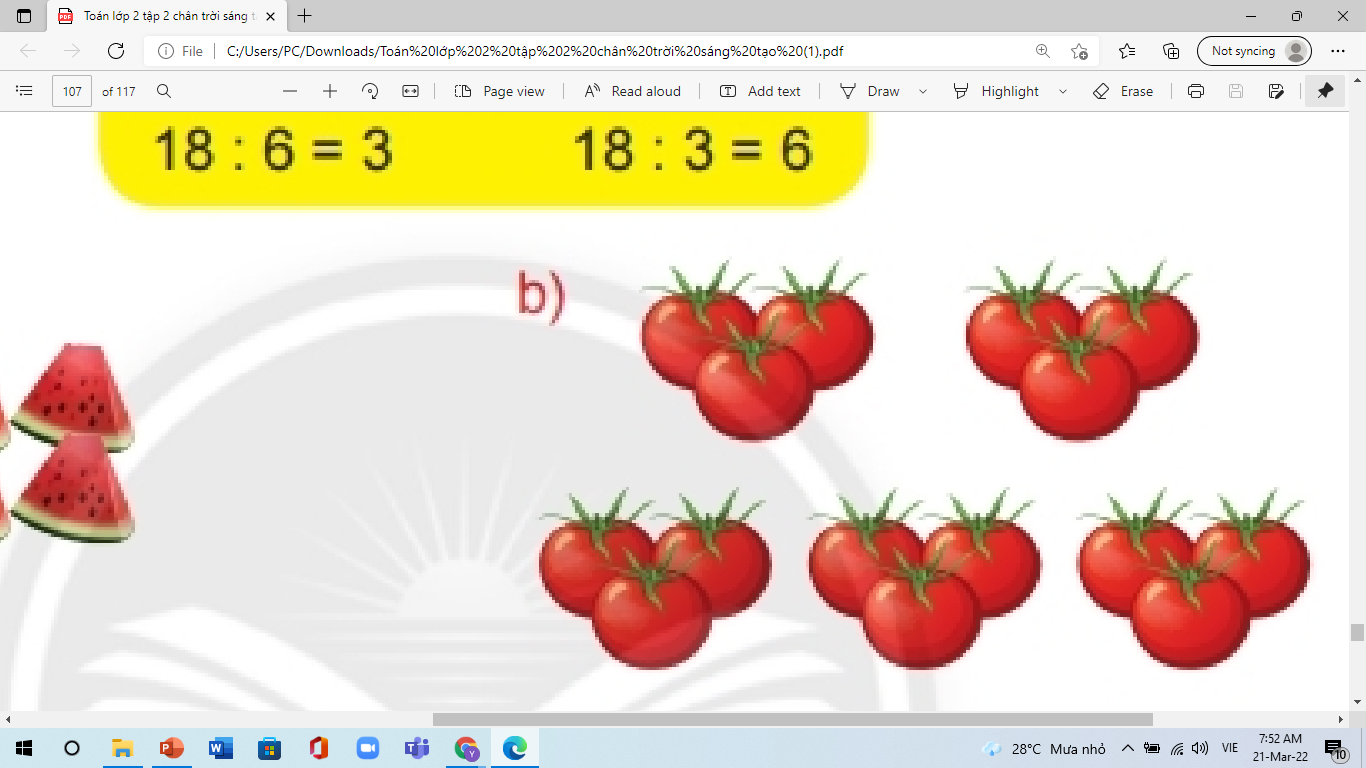 Toán lớp 2 tập 2 chân trời sáng t
File C:/Users/PC/Downloads/Toán%20lớp%202%20tập%202%20chân%20trời%20sáng%20tạo%20(1).pdf Not syncing
107 of 117 Page view Read aloud Add text Draw Highlight Erase
18 : 6 = 3 18 : 3 = 6
b)
28°C Mưa nhỏ VIE 7:52 AM
21-Mar-22 10